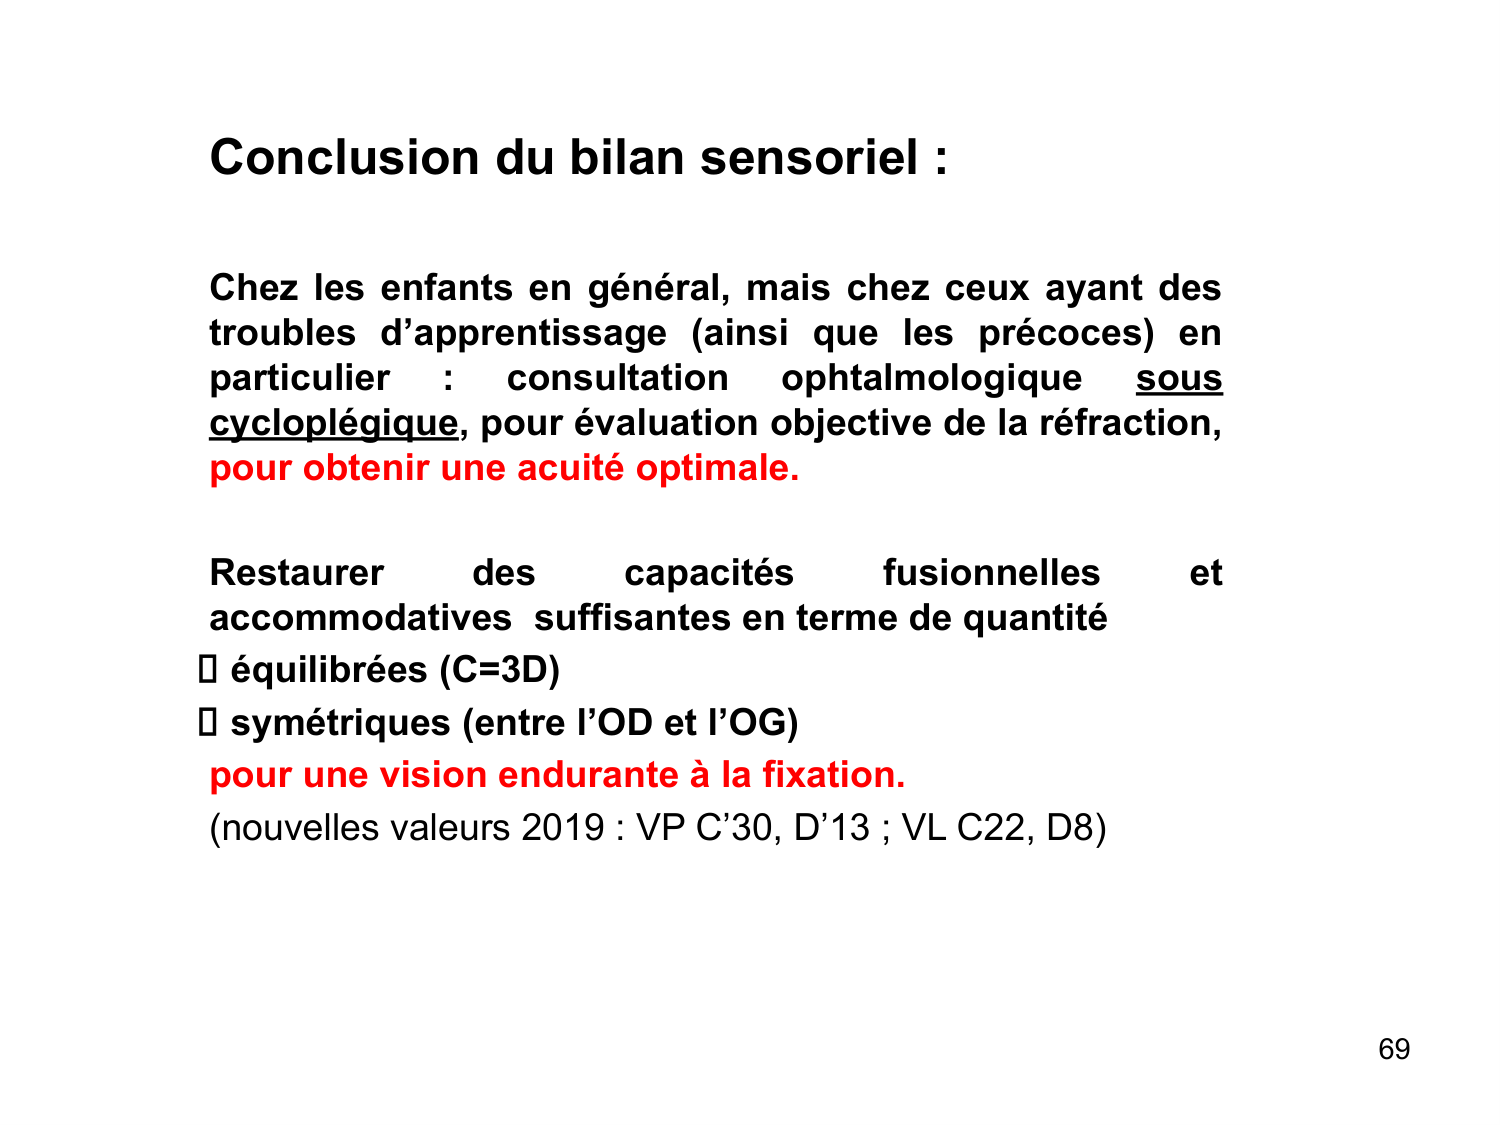 Conclusion du bilan sensoriel :
Chez les enfants en général, mais chez ceux ayant des
troubles d’apprentissage (ainsi que les précoces) en
particulier : consultation ophtalmologique sous
cycloplégique, pour évaluation objective de la réfraction,
pour obtenir une acuité optimale.
Restaurer des capacités fusionnelles et
accommodatives  suffisantes en terme de quantité
▯ équilibrées (C=3D)
▯ symétriques (entre l’OD et l’OG)
pour une vision endurante à la fixation.
(nouvelles valeurs 2019 : VP C’30, D’13 ; VL C22, D8)
69